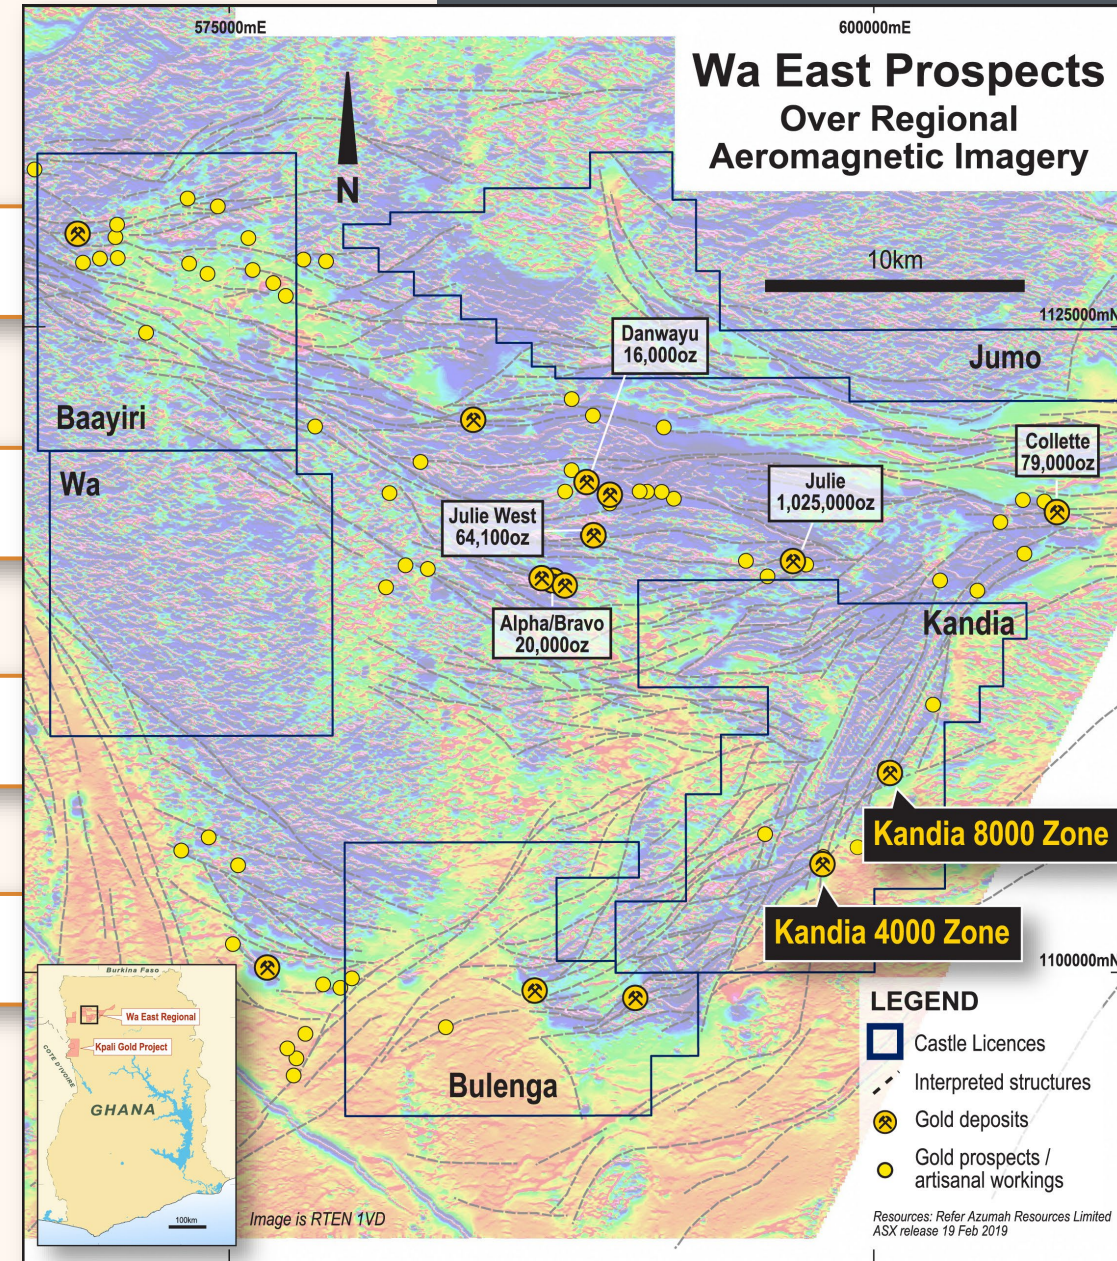 575000mE
600000mE
Wa East Prospects
Over Regional
Aeromagnetic Imagery
N
10km
1125000mN
Danwayu
16,000oz
Jumo
Baayiri
Collette
79,000oz
Wa
Julie
1,025,000oz
Julie West
64,100oz
Alpha/Bravo
20,000oz
Kandia
Kandia 8000 Zone
Kandia 4000 Zone
1100000mN
Bulenga
LEGEND
Castle Licences
Interpreted structures
Gold deposits
Gold prospects /
artisanal workings
Resources: Refer Azumah Resources Limited
ASX release 19 Feb 2019
Burkina Faso
Wa East Regional
Kpali Gold Project
COTE D'IVOIRE
GHANA
100km
Image is RTEN 1VD